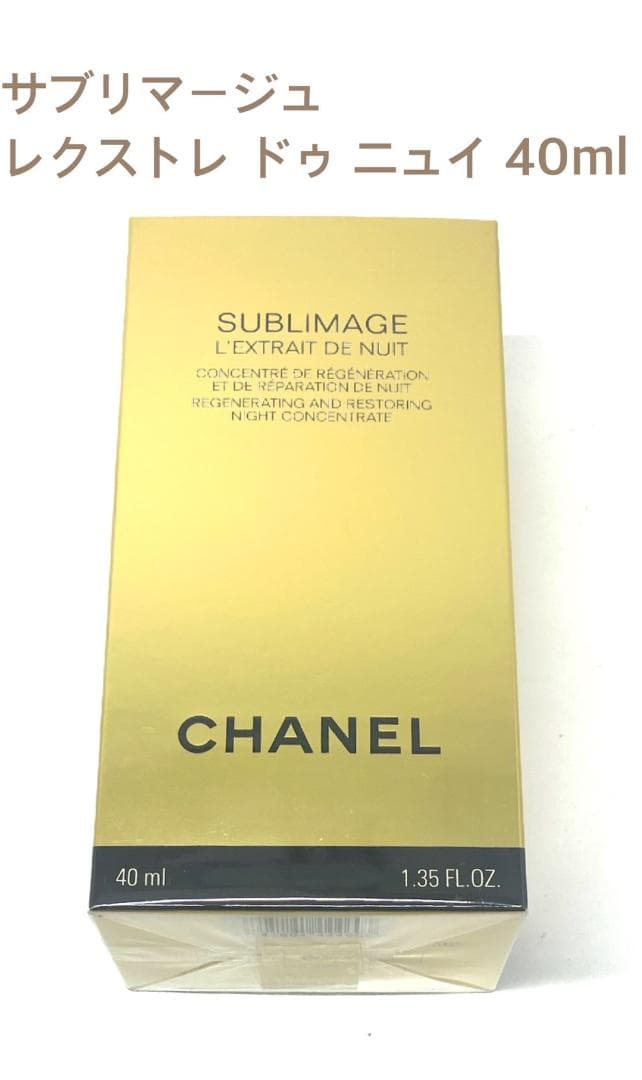 サブリマージュ
レクストレ ドゥ ニュイ 40ml
SUBLIMAGE
L'EXTRAIT DE NUIT
CONCENTRÉ DE RÉGÉNÉRATION
ET DE RÉPARATION DE NUIT
REGENERATING AND RESTORING
NIGHT CONCENTRATE
CHANEL
40 ml 1.35 FL.OZ.